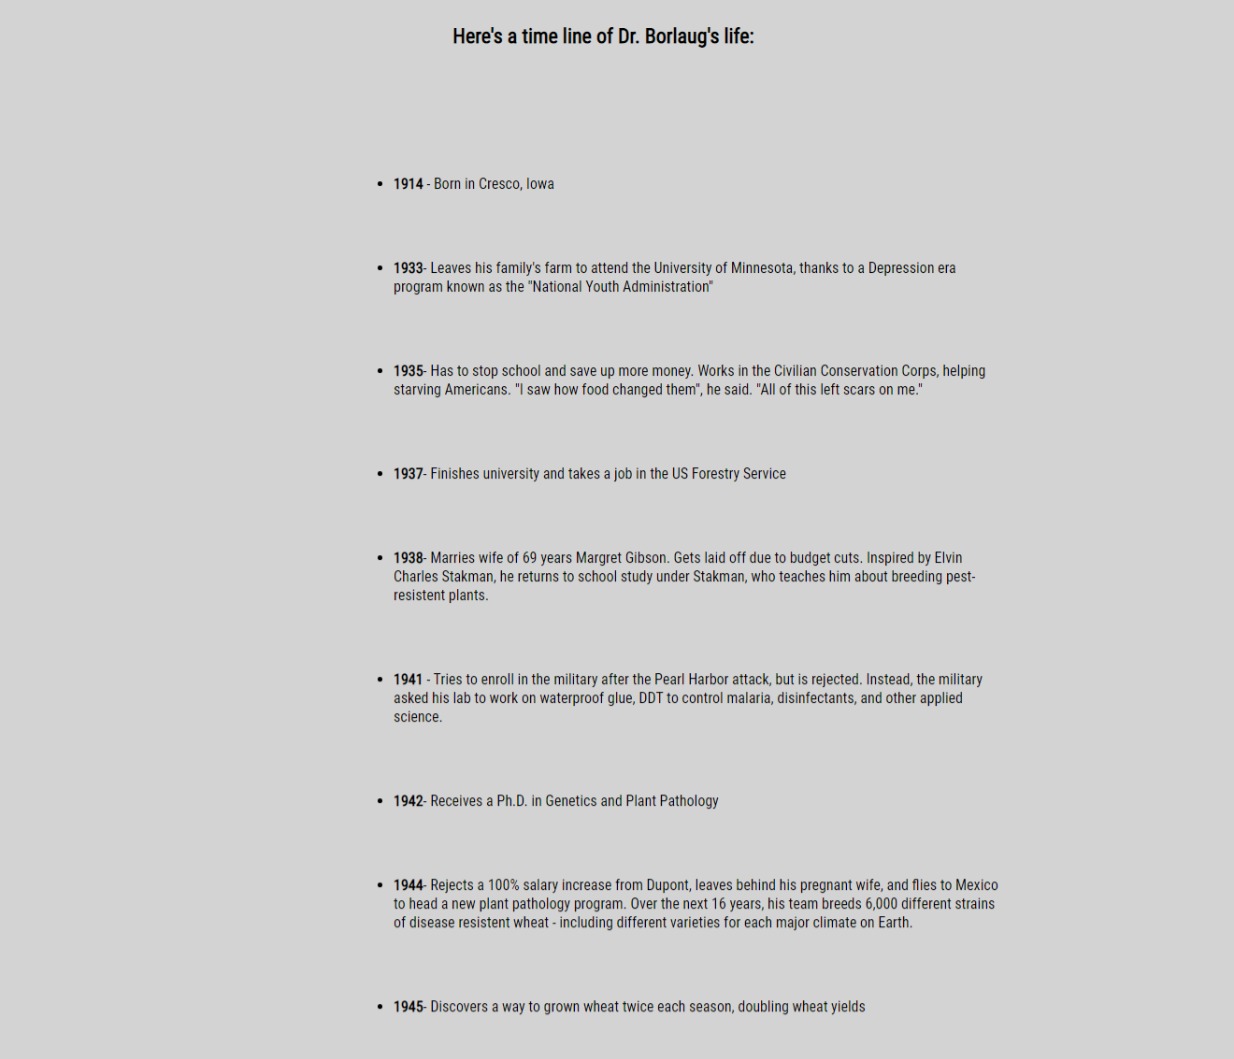 Here's a time line of Dr. Borlaug's life:
1914 - Born in Cresco, Iowa
1933- Leaves his family's farm to attend the University of Minnesota, thanks to a Depression era
program known as the "National Youth Administration"
1935- Has to stop school and save up more money. Works in the Civilian Conservation Corps, helping
starving Americans. "I saw how food changed them", he said. "All of this left scars on me."
1937- Finishes university and takes a job in the US Forestry Service
1938- Marries wife of 69 years Margret Gibson. Gets laid off due to budget cuts. Inspired by Elvin
Charles Stakman, he returns to school study under Stakman, who teaches him about breeding pest-
resistent plants.
1941 - Tries to enroll in the military after the Pearl Harbor attack, but is rejected. Instead, the military
asked his lab to work on waterproof glue, DDT to control malaria, disinfectants, and other applied
science.
1942- Receives a Ph.D. in Genetics and Plant Pathology
1944- Rejects a 100% salary increase from Dupont, leaves behind his pregnant wife, and flies to Mexico
to head a new plant pathology program. Over the next 16 years, his team breeds 6,000 different strains
of disease resistent wheat - including different varieties for each major climate on Earth.
1945- Discovers a way to grown wheat twice each season, doubling wheat yields